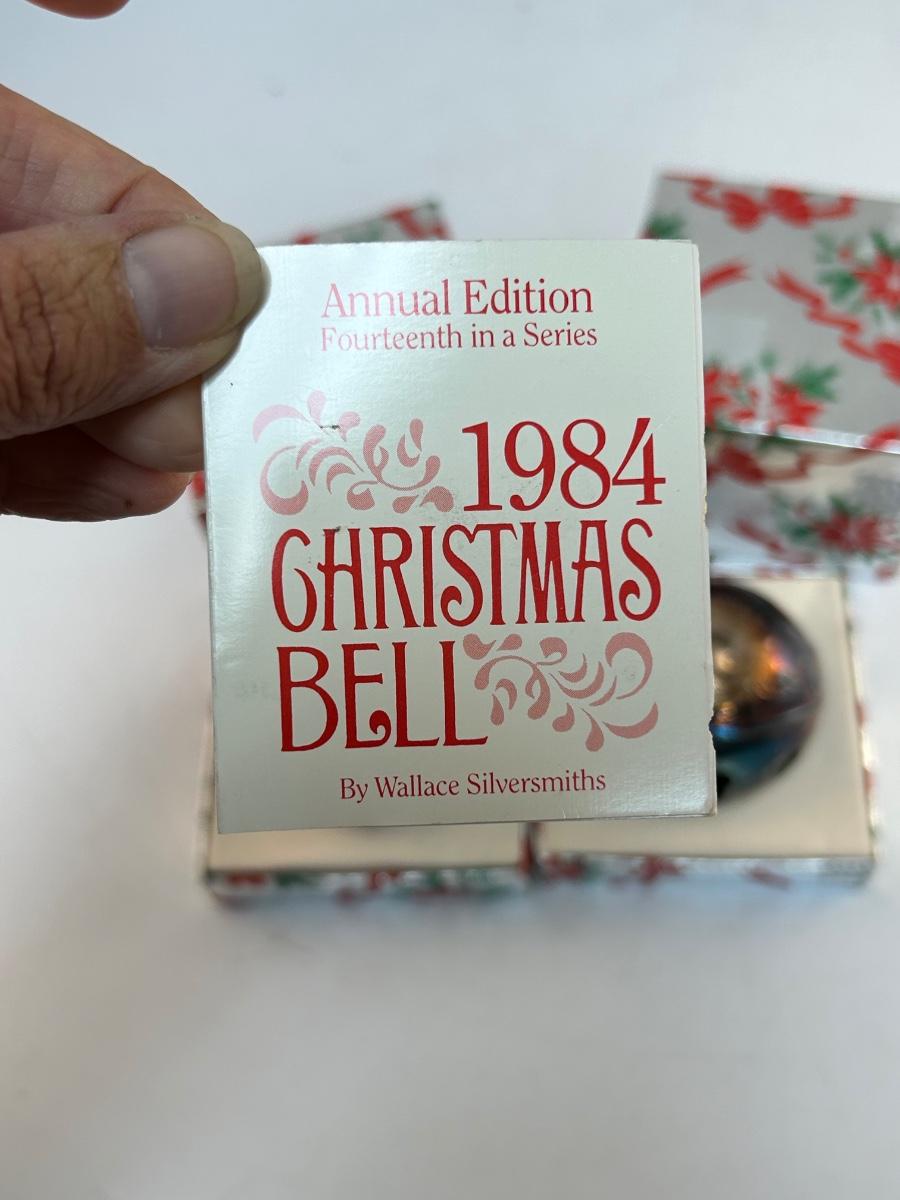 Annual Edition
Fourteenth in a Series
1984
CHRISTMAS
BELL
By Wallace Silversmiths